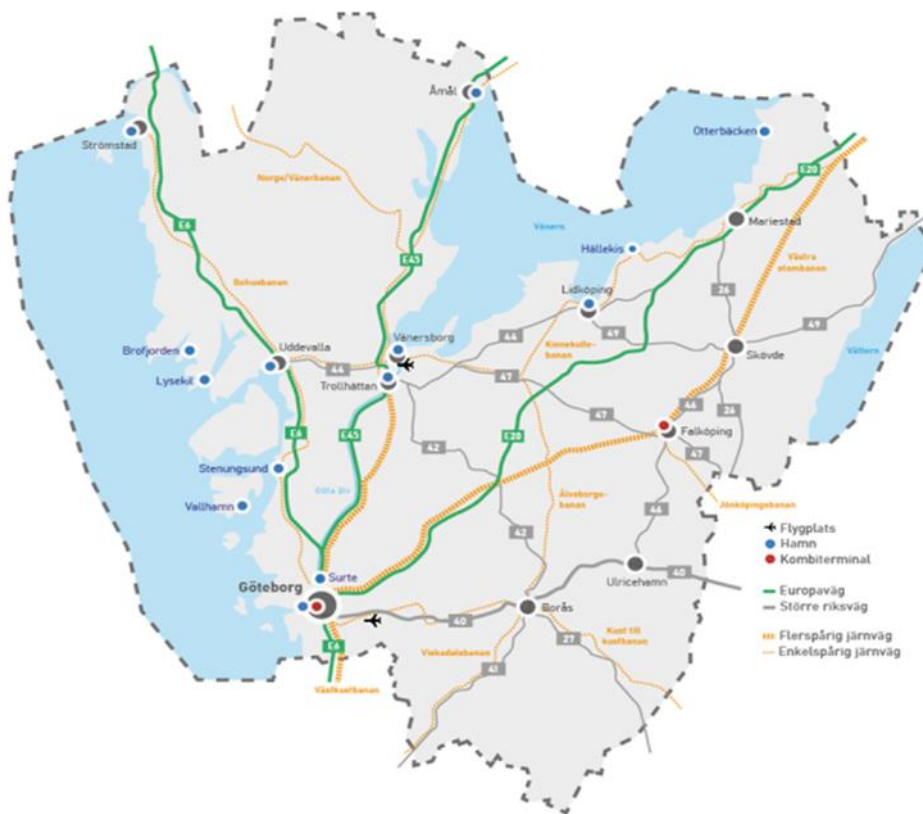 Åmål
Otterbäcken
Strömstad
E20
Norge/Vänerbanan
Mariestad
E6
Vänern
Hällekis
E45
Västra
stambanan
Bohusbanan
Lidköping
26
44
49
49
Kinnekulle-
banan
Vänersborg
Brofjorden
Uddevalla
Skövde
Vättern
44
Lysekil
Trollhättan
47
46
26
47
E6
E45
E20
Falköping
42
47
Stenungsund
Göta älv
Älvsborgs-
banan
Jönköpingsbanan
Vallhamn
46
Flygplats
Hamn
Kombiterminal
42
Surte
Ulricehamn
40
Göteborg
Europaväg
Större riksväg
Borås
40
Flerspårig järnväg
Enkelspårig järnväg
E6
Viskadalsbanan
27
Kust till
kustbanan
41
Västkustbanan